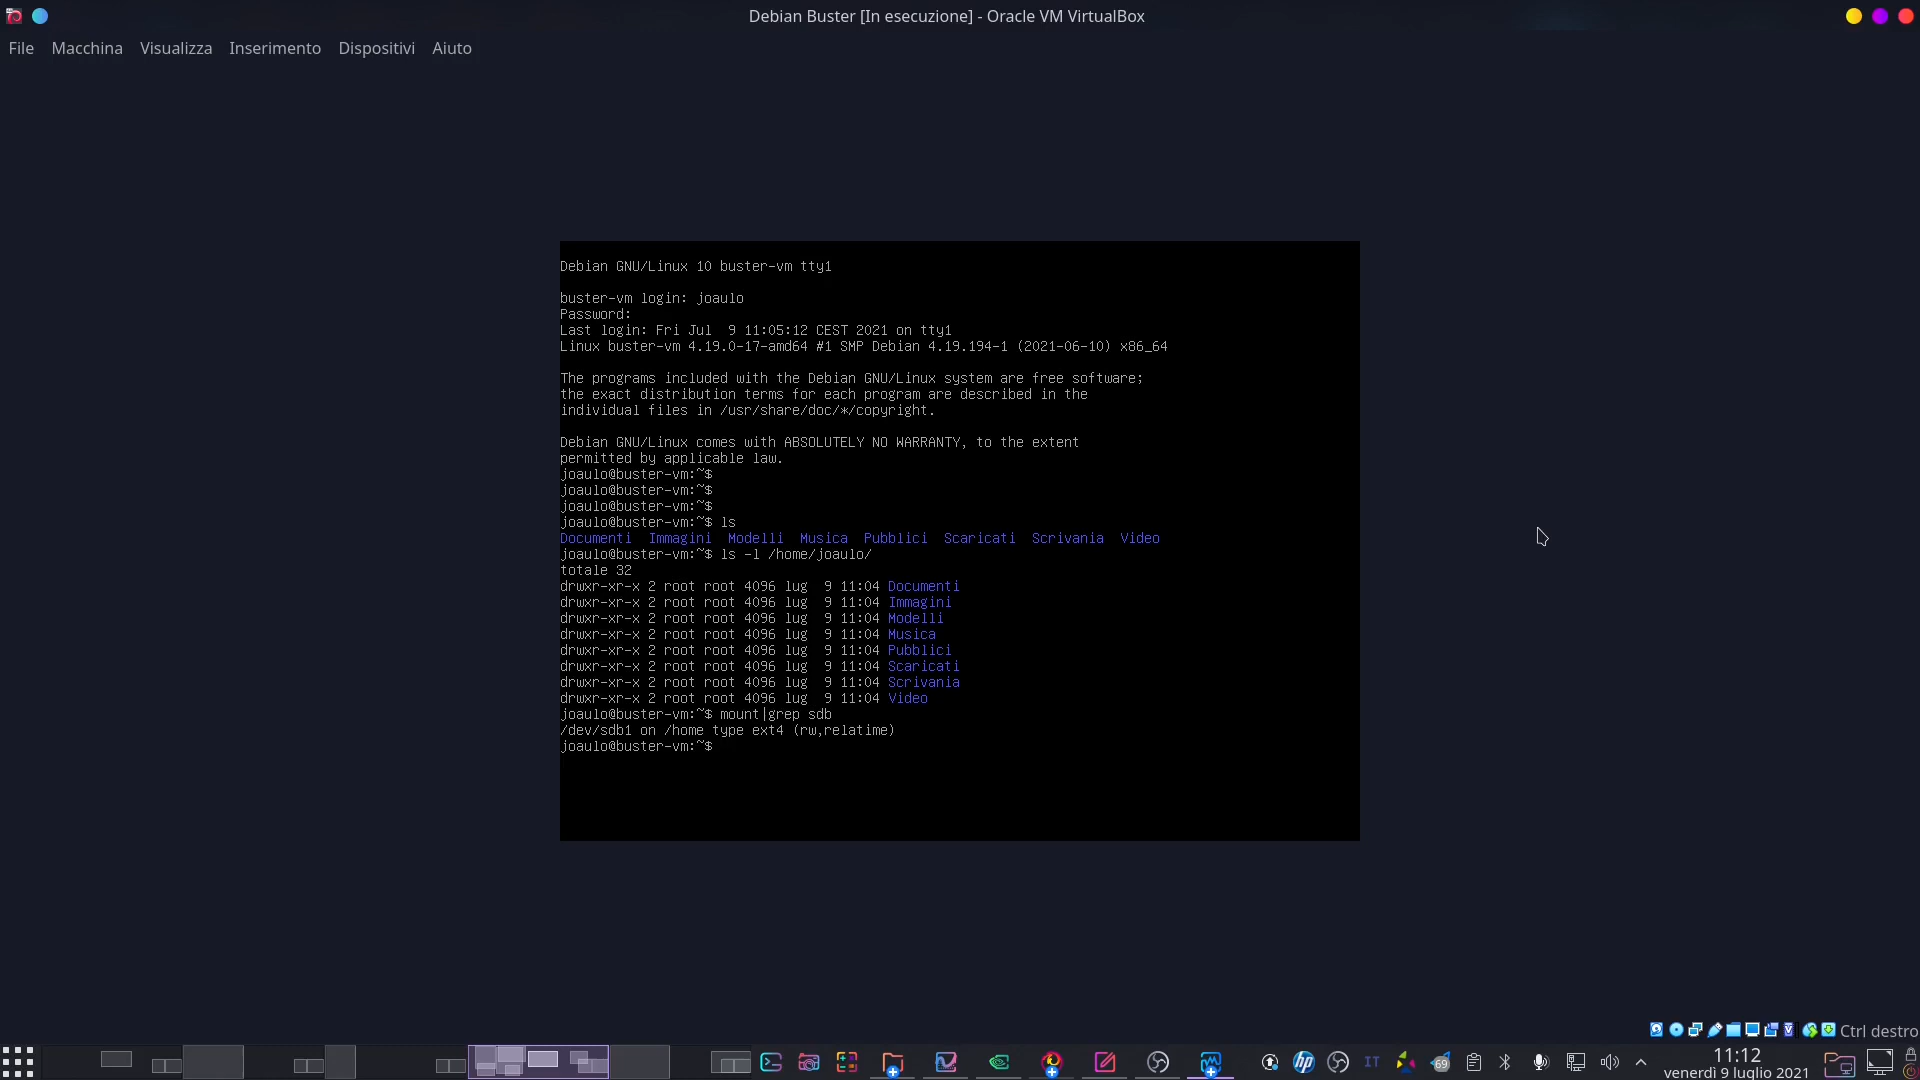 Debian Buster [In esecuzione] - Oracle VM VirtualBox
File Macchina Visualizza Inserimento Dispositivi Aiuto
Debian GNU/Linux 10 buster-vm tty1
buster-vm login: joaulo
Password:
Last login: Fri Jul  9 11:05:12 CEST 2021 on tty1
Linux buster-vm 4.19.0-17-amd64 #1 SMP Debian 4.19.194-1 (2021-06-10) x86_64
The programs included with the Debian GNU/Linux system are free software;
the exact distribution terms for each program are described in the
individual files in /usr/share/doc/*/copyright.
Debian GNU/Linux comes with ABSOLUTELY NO WARRANTY, to the extent
permitted by applicable law.
joaulo@buster-vm:~$
joaulo@buster-vm:~$
joaulo@buster-vm:~$
joaulo@buster-vm:~$ ls
Documenti  Immagini  Modelli  Musica  Pubblici  Scaricati  Scrivania  Video
joaulo@buster-vm:~$ ls -l /home/joaulo/
totale 32
drwxr-xr-x 2 root root 4096 lug  9 11:04 Documenti
drwxr-xr-x 2 root root 4096 lug  9 11:04 Immagini
drwxr-xr-x 2 root root 4096 lug  9 11:04 Modelli
drwxr-xr-x 2 root root 4096 lug  9 11:04 Musica
drwxr-xr-x 2 root root 4096 lug  9 11:04 Pubblici
drwxr-xr-x 2 root root 4096 lug  9 11:04 Scaricati
drwxr-xr-x 2 root root 4096 lug  9 11:04 Scrivania
drwxr-xr-x 2 root root 4096 lug  9 11:04 Video
joaulo@buster-vm:~$ mount|grep sdb
/dev/sdb1 on /home type ext4 (rw,relatime)
joaulo@buster-vm:~$
Ctrl destro
hp IT 69 11:12
venerdì 9 luglio 2021